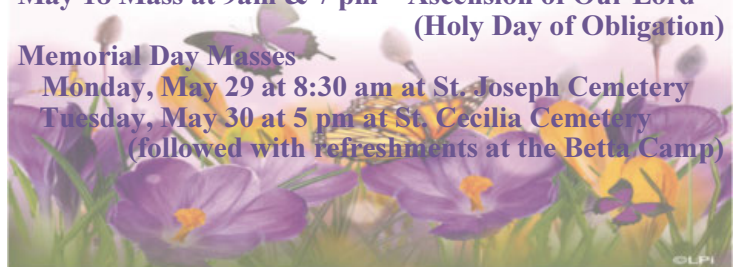 May 18 Mass at 9am & 7 pm – Ascension of Our Lord
(Holy Day of Obligation)
Memorial Day Masses
Monday, May 29 at 8:30 am at St. Joseph Cemetery
Tuesday, May 30 at 5 pm at St. Cecilia Cemetery
(followed with refreshments at the Betta Camp)
©LPi